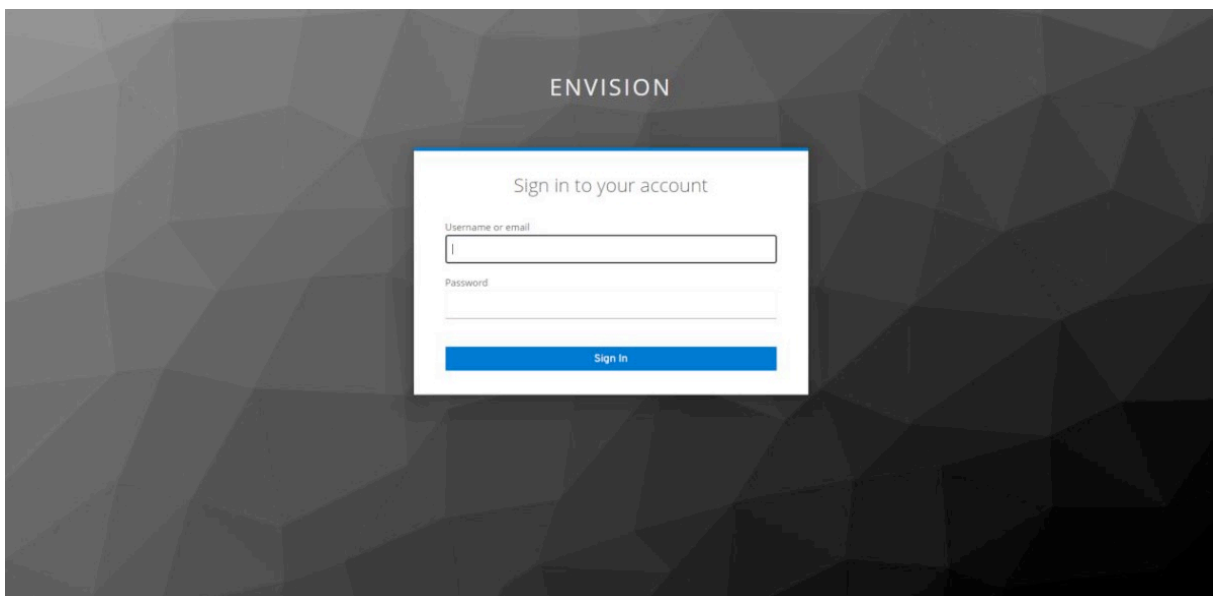 ENVISION
Sign in to your account
Username or email
Password
Sign In